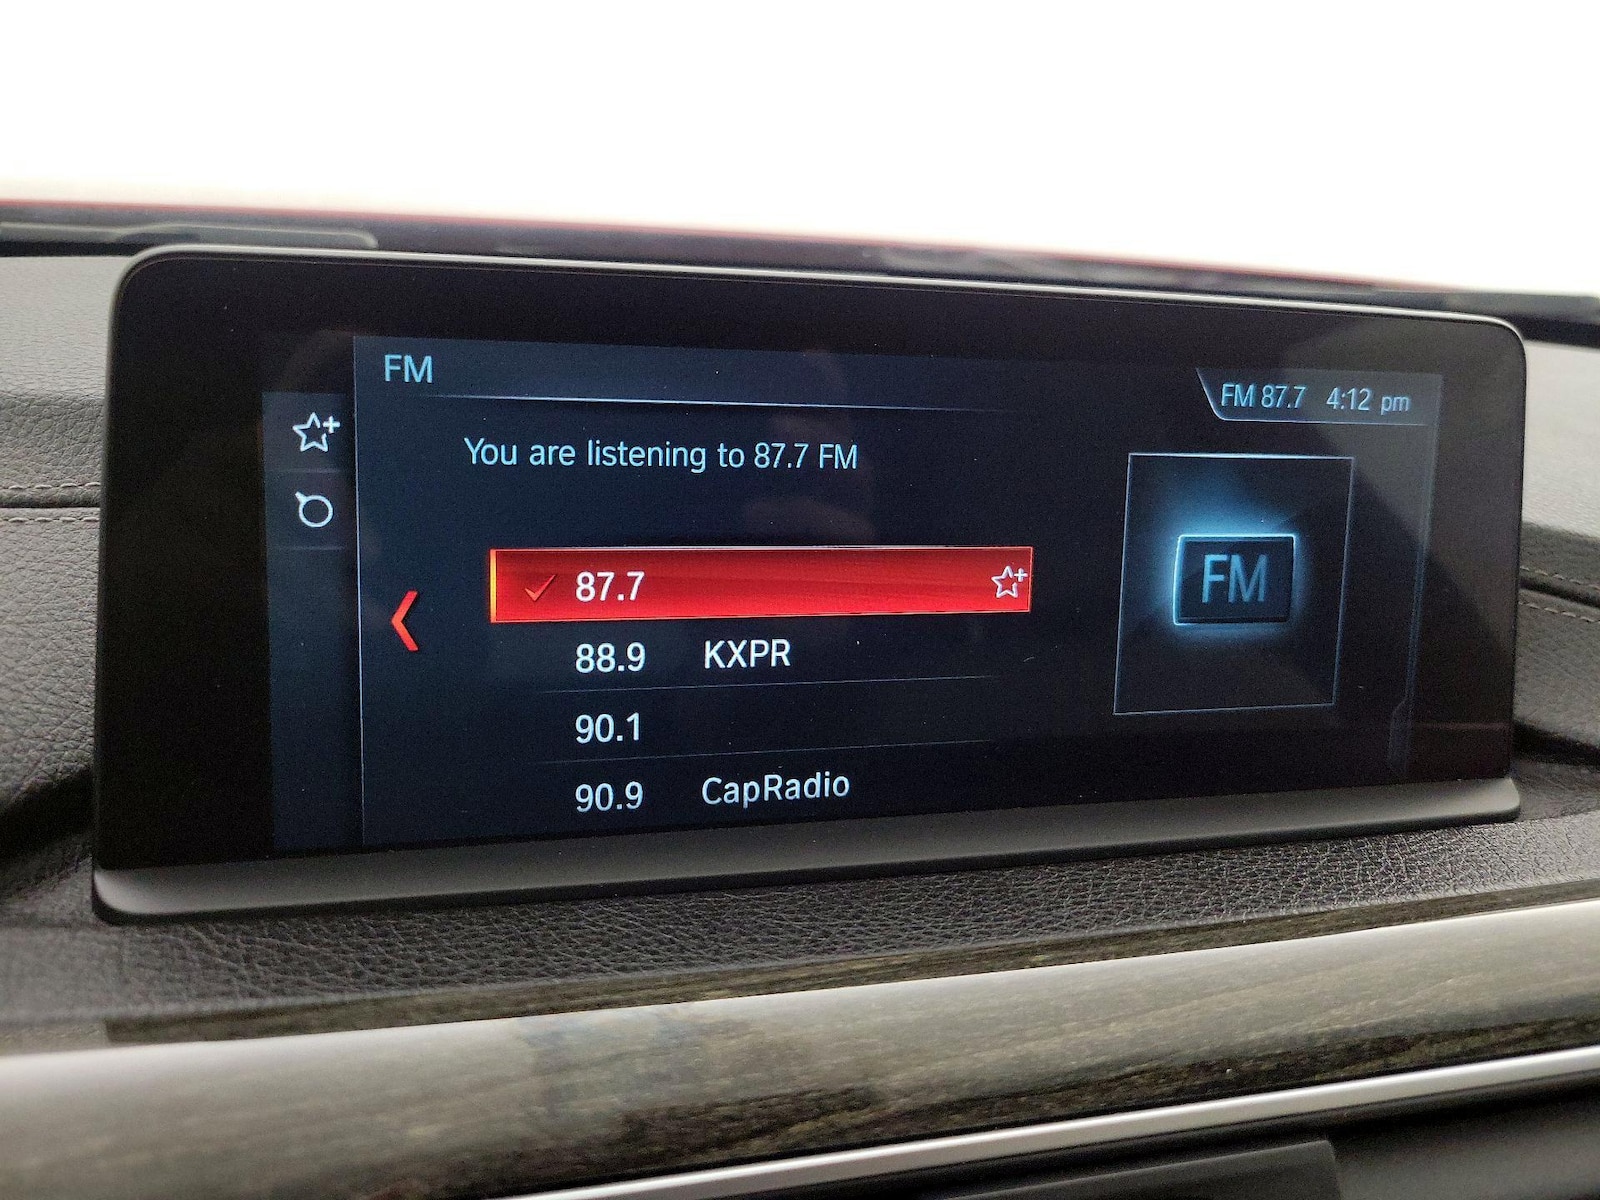 FM
FM 87.7 4:12 pm
You are listening to 87.7 FM
87.7
88.9 KXPR
90.1
90.9 CapRadio
FM